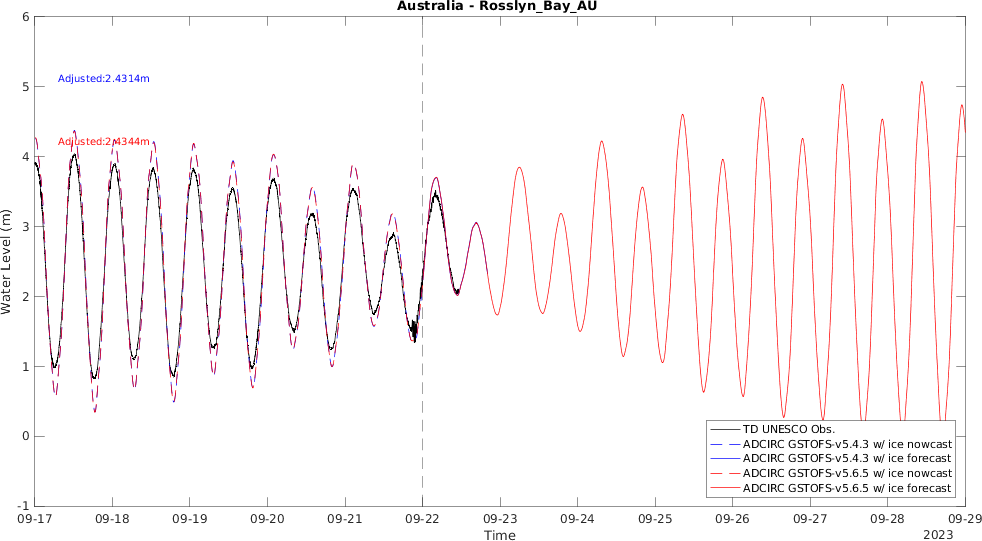 Australia - Rosslyn_Bay_AU
6
5
4
3
2
1
0
-1
Water Level (m)
Adjusted:2.4314m
Adjusted:2.4344m
TD UNESCO Obs.
ADCIRC GSTOFS-v5.4.3 w/ ice nowcast
ADCIRC GSTOFS-v5.4.3 w/ ice forecast
ADCIRC GSTOFS-v5.6.5 w/ ice nowcast
ADCIRC GSTOFS-v5.6.5 w/ ice forecast
09-17 09-18 09-19 09-20 09-21 09-22 09-23 09-24 09-25 09-26 09-27 09-28 09-29
Time
2023